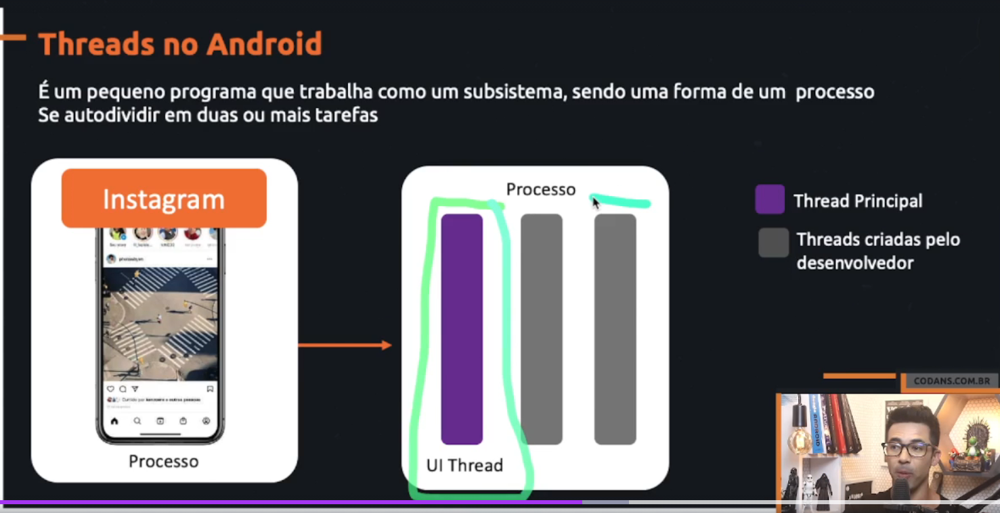 Threads no Android
É um pequeno programa que trabalha como um subsistema, sendo uma forma de um processo
Se autodividir em duas ou mais tarefas
Instagram
Processo
Processo
UI Thread
Thread Principal
Threads criadas pelo
desenvolvedor
CODANS.COM.BR
ANDROID